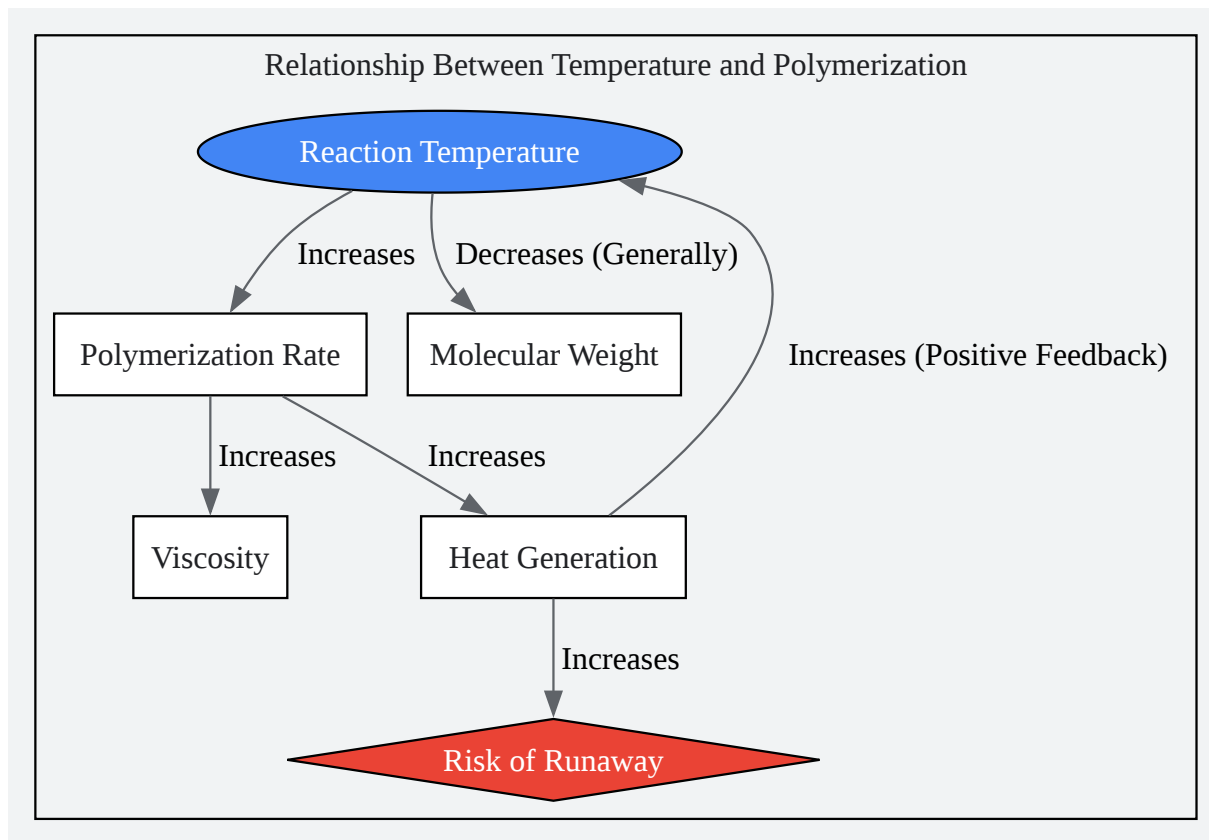 Relationship Between Temperature and Polymerization
Reaction Temperature
Increases
Decreases (Generally)
Polymerization Rate
Molecular Weight
Increases (Positive Feedback)
Increases
Increases
Viscosity
Heat Generation
Increases
Risk of Runaway